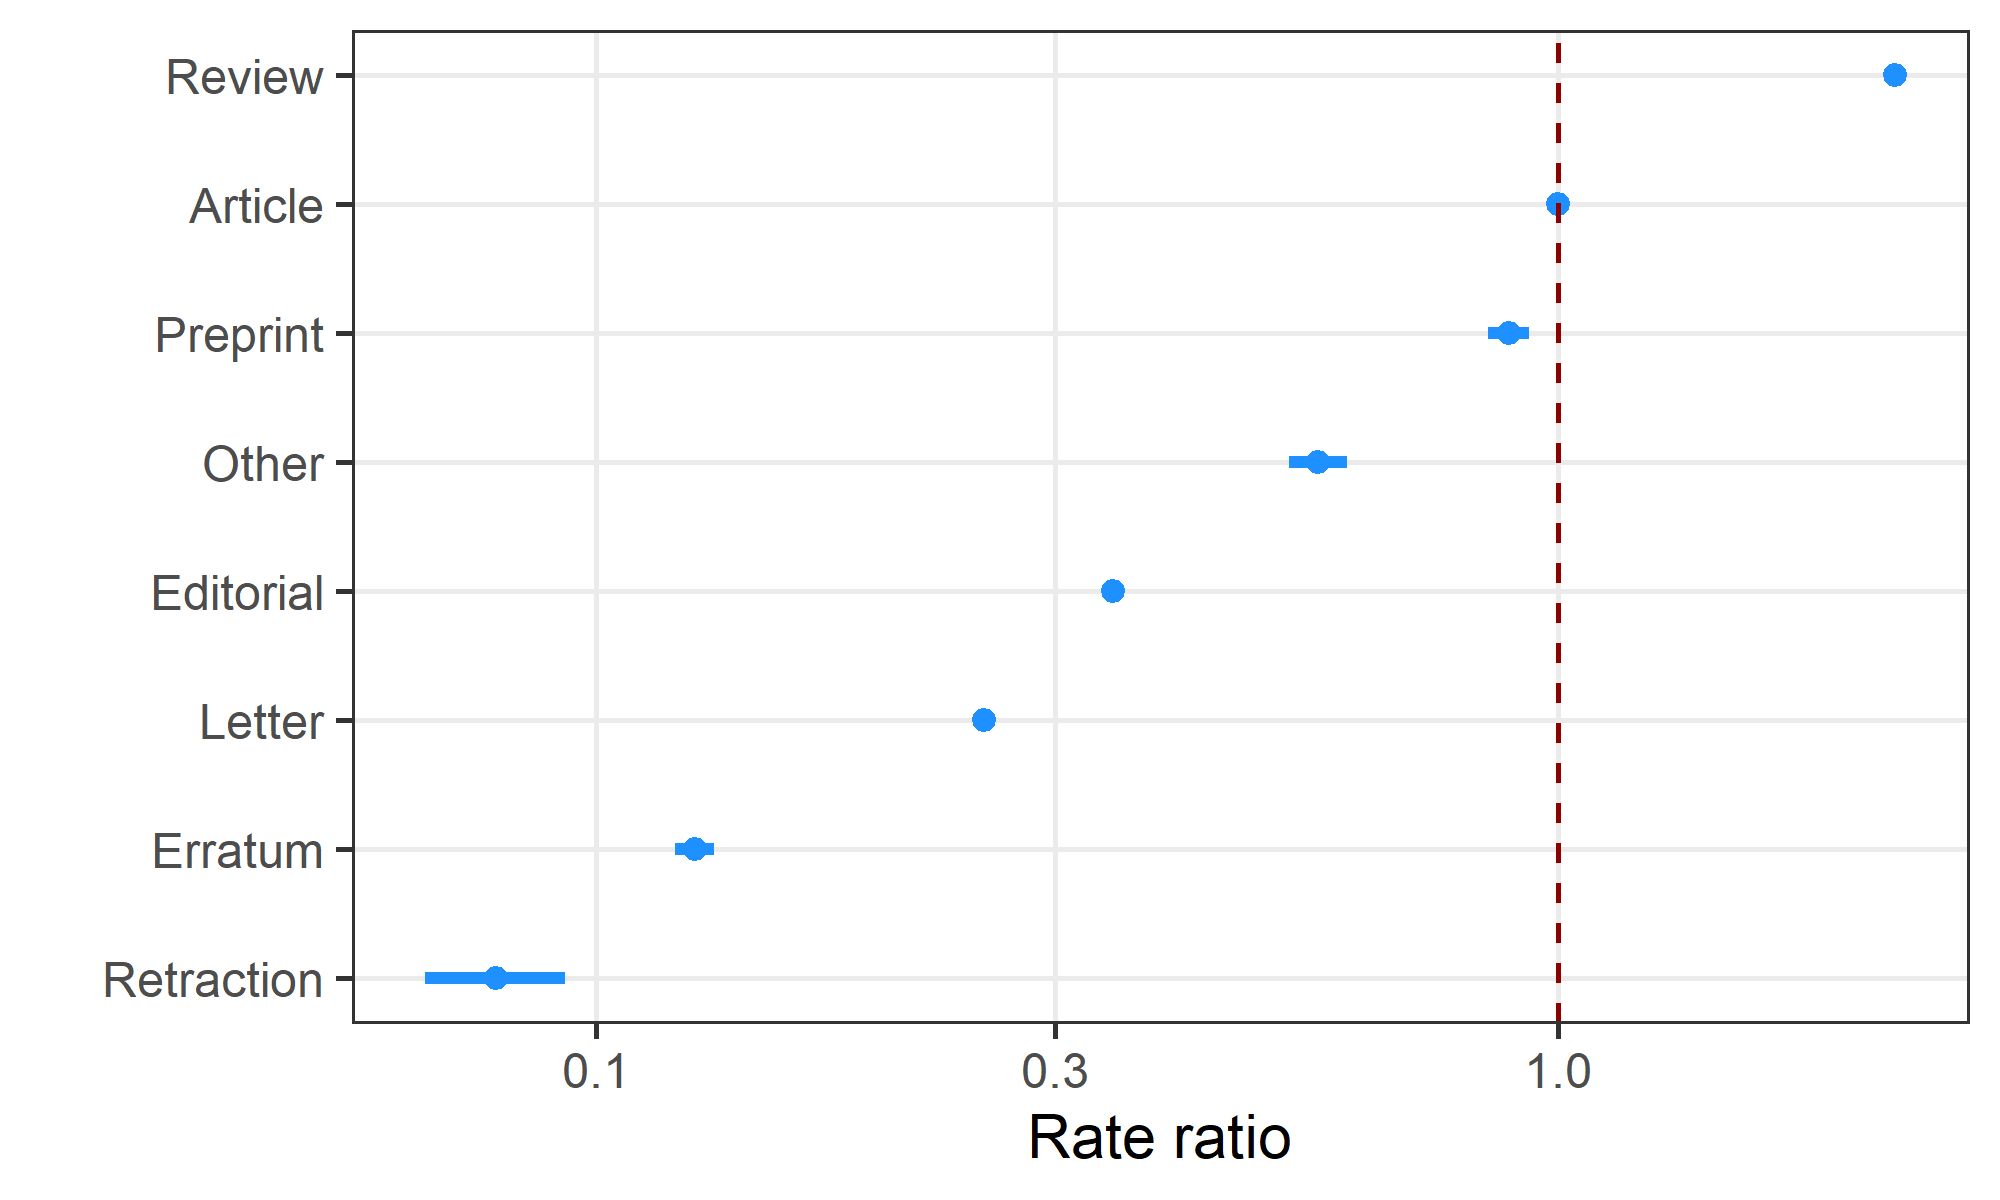 Review
Article
Preprint
Other
Editorial
Letter
Erratum
Retraction
0.1
0.3
1.0
Rate ratio